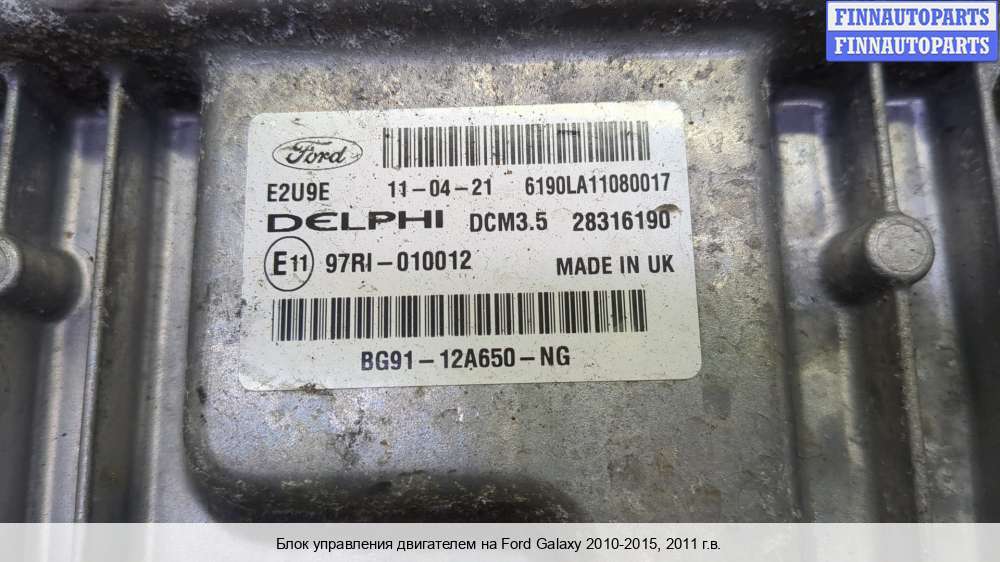 FINNAUTOPARTS
FINNAUTOPARTS
Ford
E2U9E 11-04-21 6190LA11080017
DELPHI DCM3.5 28316190
E11 97RI-010012 MADE IN UK
BG91-12A650-NG
Блок управления двигателем на Ford Galaxy 2010-2015, 2011 г.в.